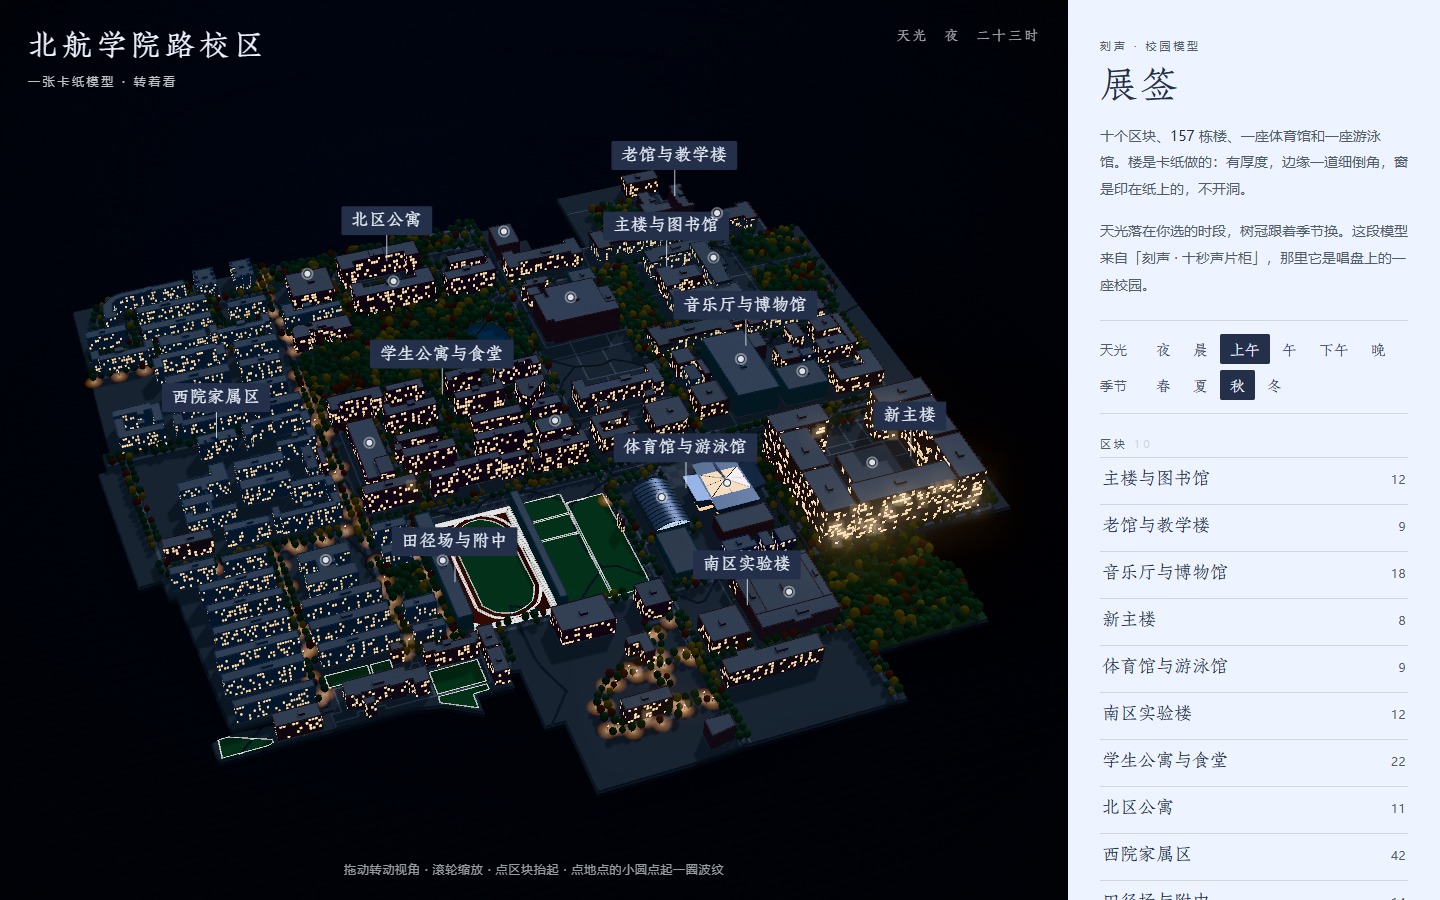 北航学院路校区
一张卡纸模型 · 转着看
天光 夜 二十三时
老馆与教学楼
北区公寓
主楼与图书馆
音乐厅与博物馆
学生公寓与食堂
西院家属区
新主楼
体育馆与游泳馆
田径场与附中
南区实验楼
拖动转动视角 · 滚轮缩放 · 点区块抬起 · 点地点的小圆点起一圈波纹
刻声 · 校园模型
展签
十个区块、157 栋楼、一座体育馆和一座游泳
馆。楼是卡纸做的：有厚度，边缘一道细倒角，窗
是印在纸上的，不开洞。
天光落在你选的时段，树冠跟着季节换。这段模型
来自「刻声 · 十秒声片柜」，那里它是唱盘上的一
座校园。
天光 夜 晨 上午 午 下午 晚
季节 春 夏 秋 冬
区块 10
主楼与图书馆 12
老馆与教学楼 9
音乐厅与博物馆 18
新主楼 8
体育馆与游泳馆 9
南区实验楼 12
学生公寓与食堂 22
北区公寓 11
西院家属区 42
田径场与附中 14